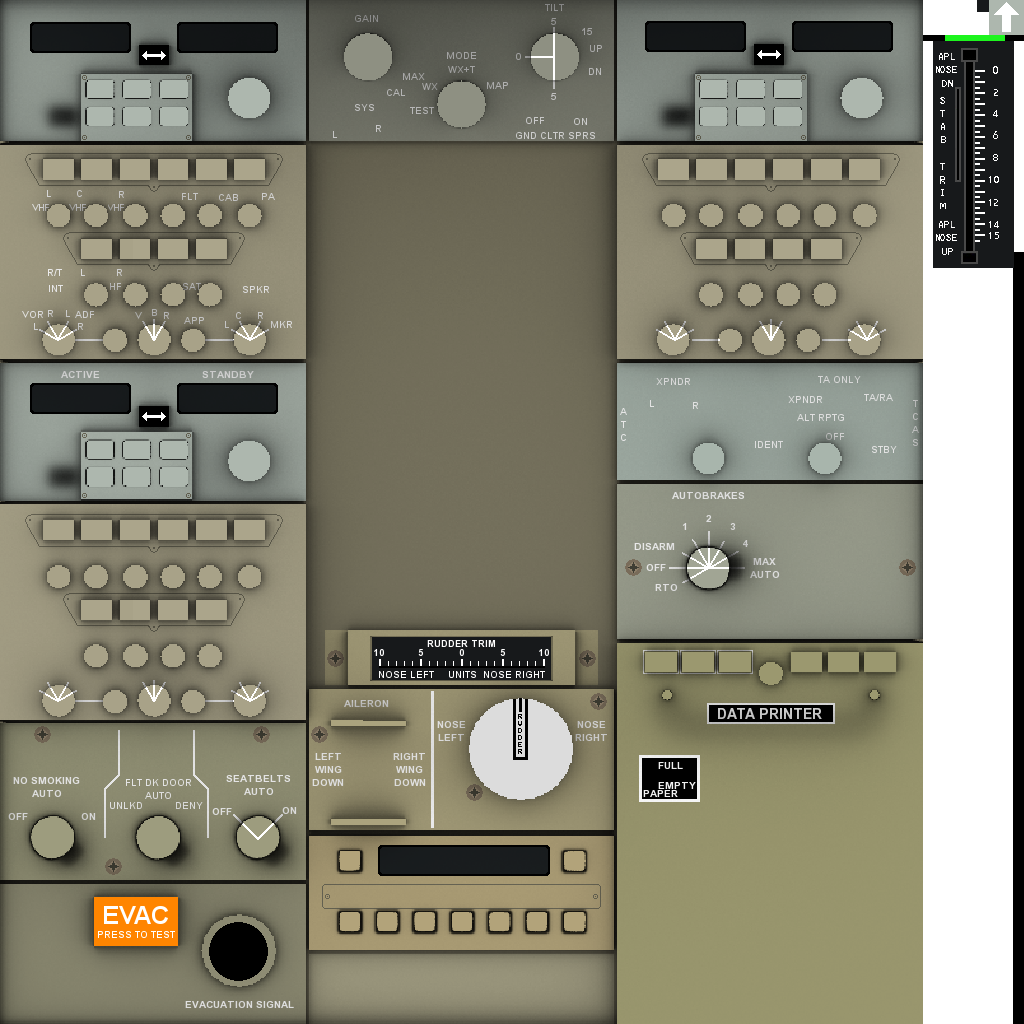 GAIN
SYS
L
R
MODE
WX+T
MAX
WX
MAP
CAL
TEST
TILT
5
15
UP
0
DN
5
OFF
ON
GND CLTR SPRS
L
C
R
VHF
VHF
VHF
FLT
CAB
PA
R/T
L
R
INT
HF
SAT
SPKR
VOR
R
L
ADF
L
R
V
B
R
APP
L
C
R
MKR
ACTIVE
STANDBY
NO SMOKING
AUTO
OFF
ON
FLT DK DOOR
AUTO
UNLKD
DENY
SEATBELTS
AUTO
OFF
ON
EVAC
PRESS TO TEST
EVACUATION SIGNAL
RUDDER TRIM
10 5 0 5 10
NOSE LEFT UNITS NOSE RIGHT
AILERON
LEFT
WING
DOWN
RIGHT
WING
DOWN
NOSE
LEFT
RUDDER
NOSE
RIGHT
XPNDR
L
R
ATC
IDENT
TA ONLY
XPNDR
TA/RA
ALT RPTG
OFF
STBY
TCAS
AUTOBRAKES
1
2
3
4
DISARM
OFF
RTO
MAX
AUTO
DATA PRINTER
FULL
EMPTY
PAPER
APL
NOSE
DN
STAB
TRIM
APL
NOSE
UP
0
2
4
6
8
10
12
14
15